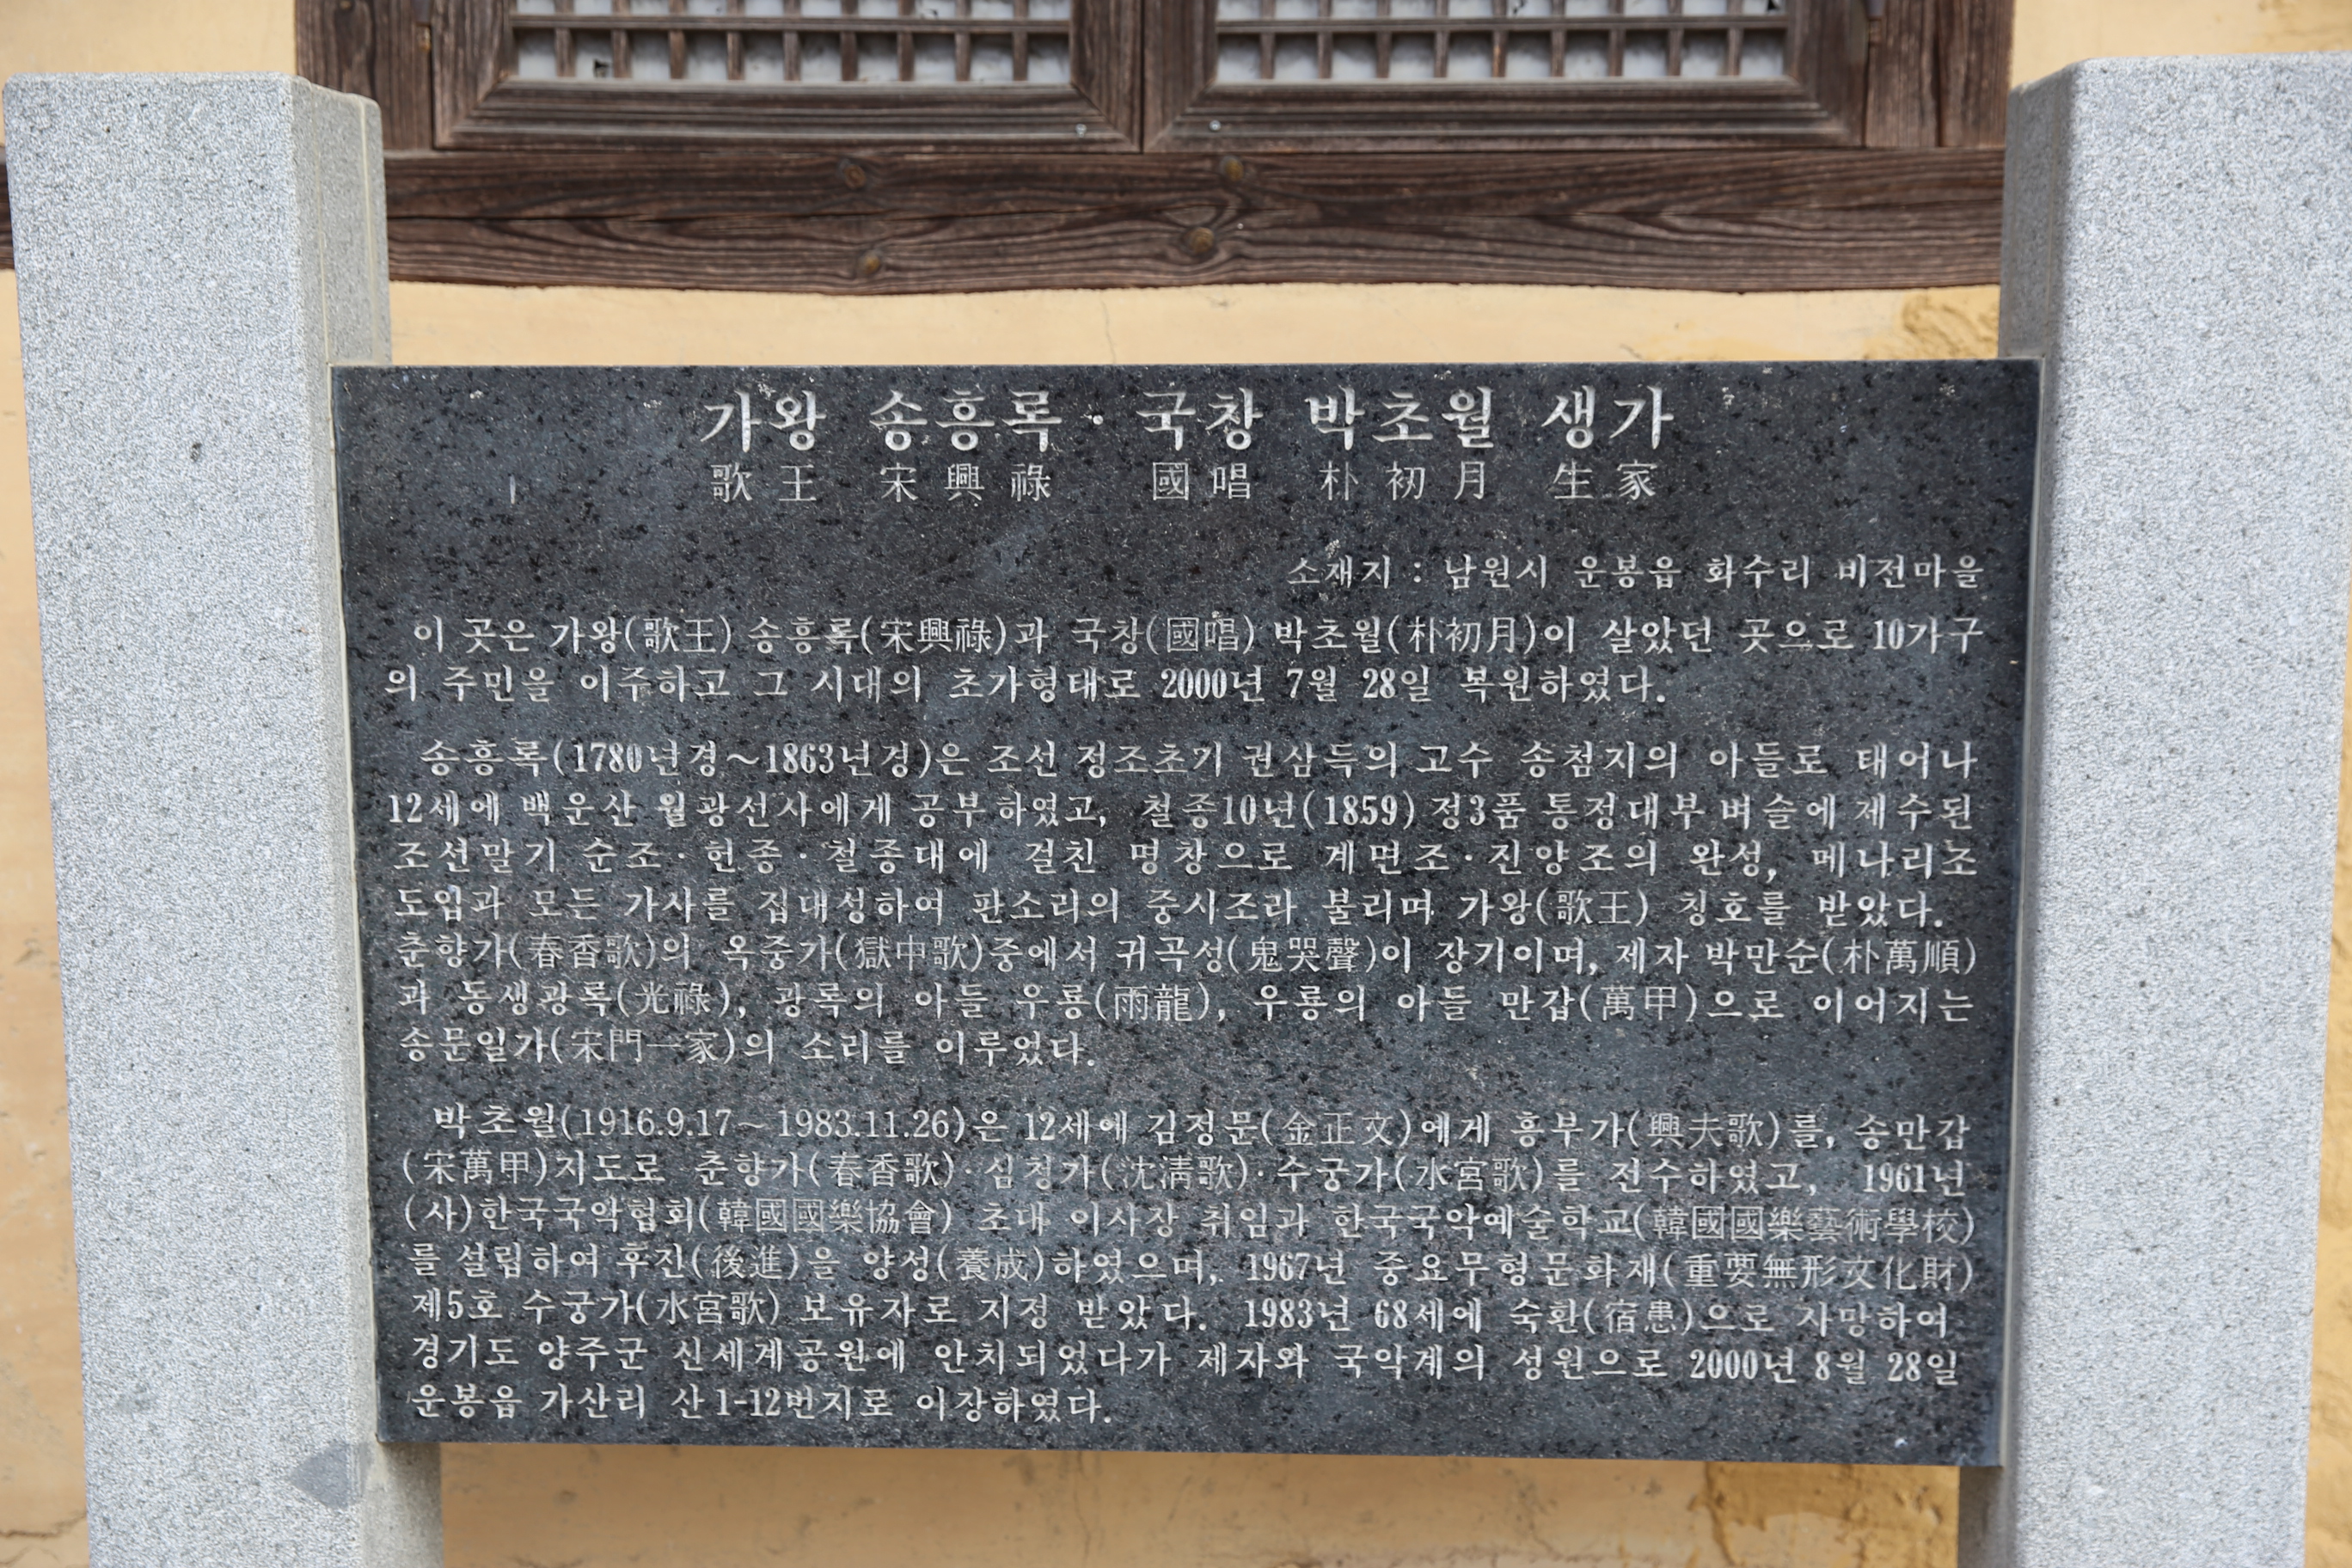 가왕 송흥록 · 국창 박초월 생가
歌王 宋興祿 國唱 朴初月 生家
소재지 : 남원시 운봉읍 화수리 비전마을
이 곳은 가왕(歌王) 송흥록(宋興祿)과 국창(國唱) 박초월(朴初月)이 살았던 곳으로 10가구
의 주민을 이주하고 그 시대의 초가형태로 2000년 7월 28일 복원하였다.
송흥록(1780년경~1863년경)은 조선 정조초기 권삼득의 고수 송첨지의 아들로 태어나
12세에 백운산 월광선사에게 공부하였고, 철종10년(1859) 정3품 통정대부 벼슬에 제수된
조선말기 순조·헌종·철종대에 걸친 명창으로 계면조·진양조의 완성, 메나리조
도입과 모든 가사를 집대성하여 판소리의 중시조라 불리며 가왕(歌王) 칭호를 받았다.
춘향가(春香歌)의 옥중가(獄中歌)중에서 귀곡성(鬼哭聲)이 장기이며, 제자 박만순(朴萬順)
과 동생광록(光祿), 광록의 아들 우룡(雨龍), 우룡의 아들 만갑(萬甲)으로 이어지는
송문일가(宋門一家)의 소리를 이루었다.
박초월(1916.9.17~ 1983.11.26)은 12세에 김정문(金正文)에게 흥부가(興夫歌)를, 송만갑
(宋萬甲)지도로 춘향가(春香歌)·심청가(沈淸歌)·수궁가(水宮歌)를 전수하였고, 1961년
(사)한국국악협회(韓國國樂協會) 초대 이사장 취임과 한국국악예술학교(韓國國樂藝術學校)
를 설립하여 후진(後進)을 양성(養成)하였으며, 1967년 중요무형문화재(重要無形文化財)
제5호 수궁가(水宮歌) 보유자로 지정 받았다. 1983년 68세에 숙환(宿患)으로 사망하여
경기도 양주군 신세계공원에 안치되었다가 제자와 국악계의 성원으로 2000년 8월 28일
운봉읍 가산리 산1-12번지로 이장하였다.